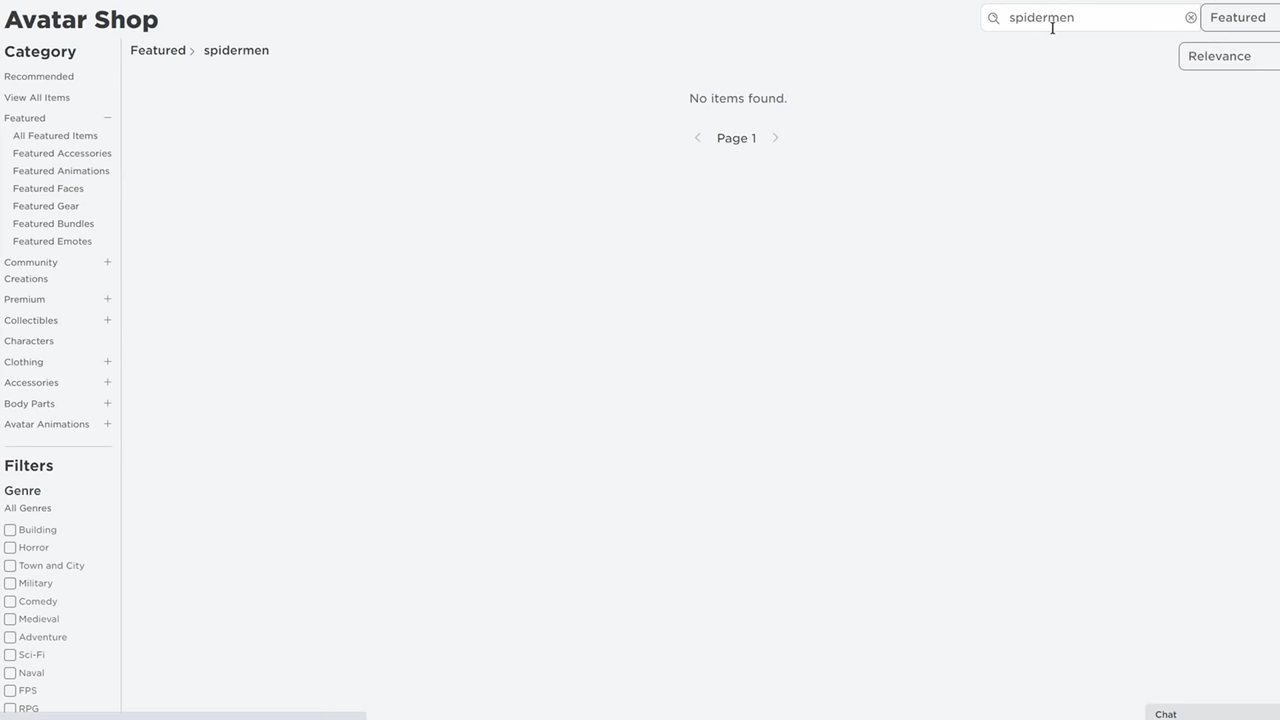 Avatar Shop
spidermen
Featured
Category
Featured > spidermen
Relevance
Recommended
View All Items
Featured
All Featured Items
Featured Accessories
Featured Animations
Featured Faces
Featured Gear
Featured Bundles
Featured Emotes
Community
Creations
Premium
Collectibles
Characters
Clothing
Accessories
Body Parts
Avatar Animations
No items found.
Page 1
Filters
Genre
All Genres
Building
Horror
Town and City
Military
Comedy
Medieval
Adventure
Sci-Fi
Naval
FPS
RPG
Chat